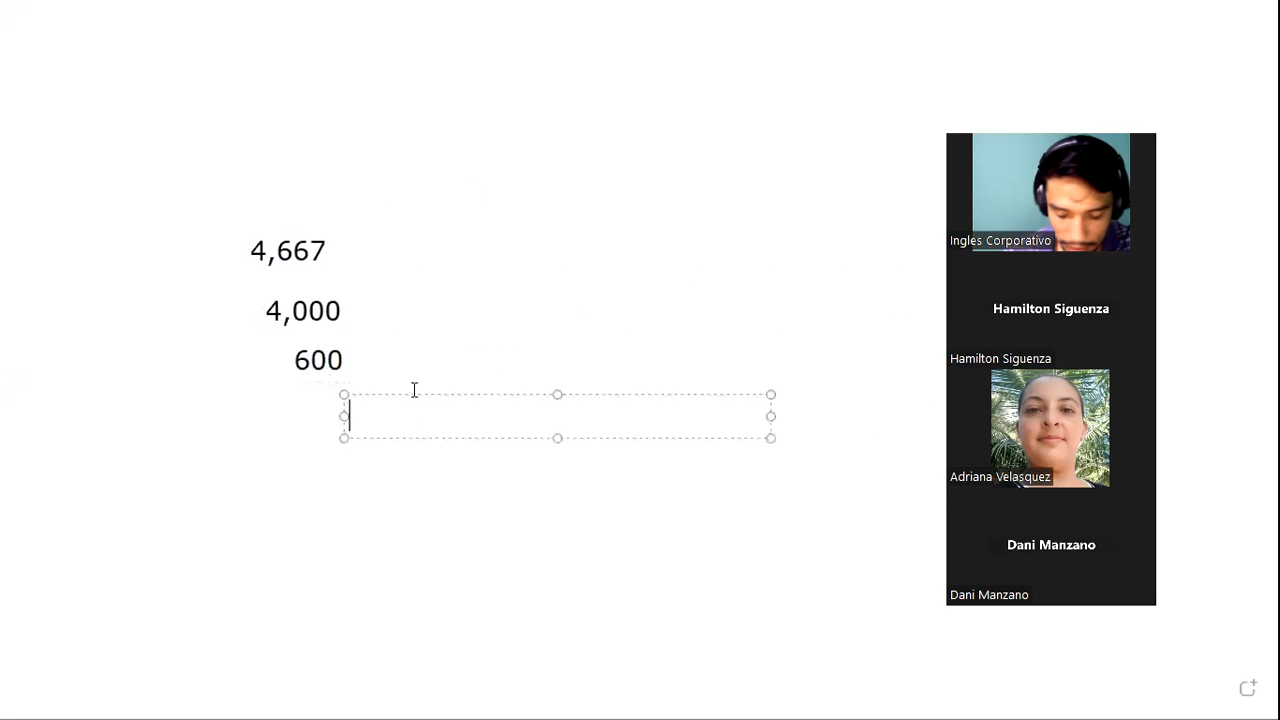 4,667
4,000
600
Ingles Corporativo
Hamilton Siguenza
Hamilton Siguenza
Adriana Velasquez
Dani Manzano
Dani Manzano